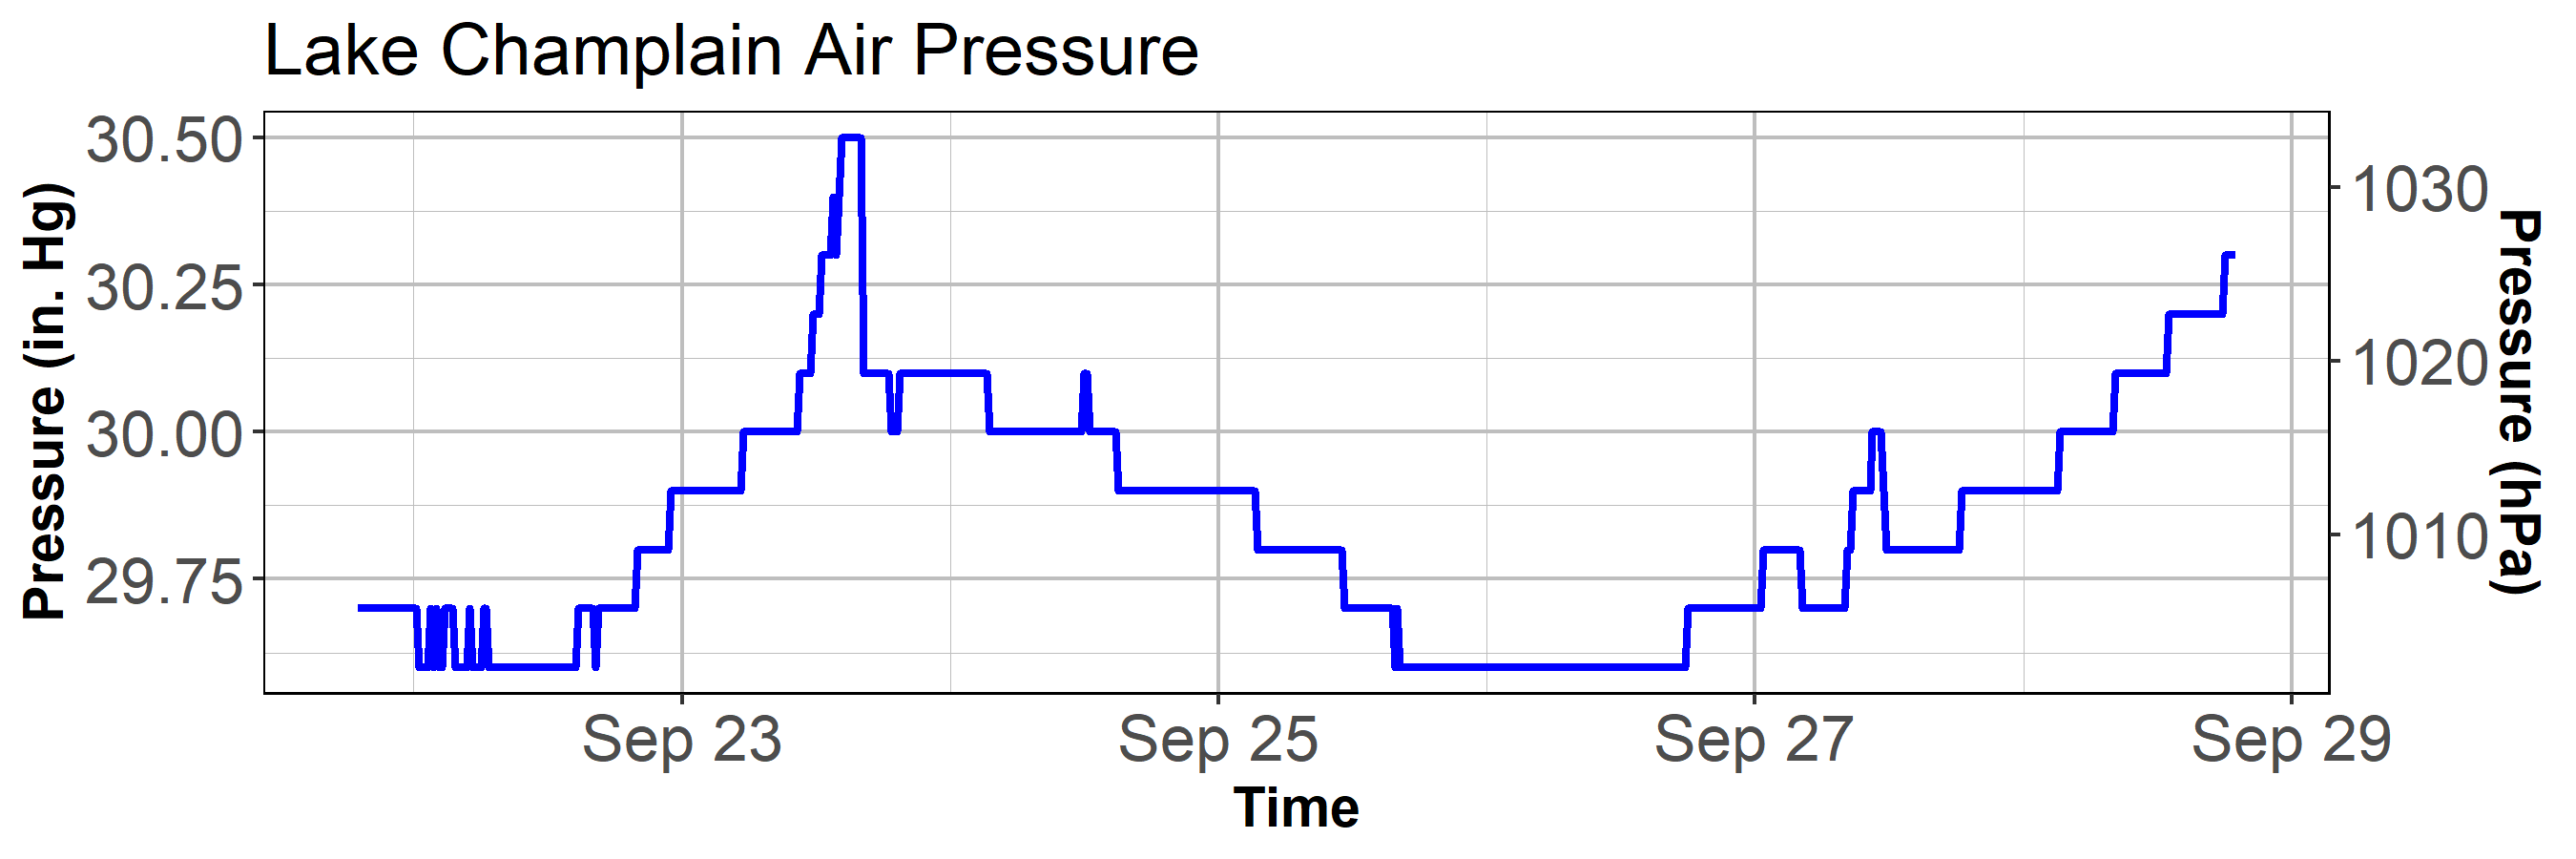 Lake Champlain Air Pressure
Pressure (in. Hg)
30.50
30.25
30.00
29.75
1030
1020
1010
Pressure (hPa)
Sep 23 Sep 25 Sep 27 Sep 29
Time